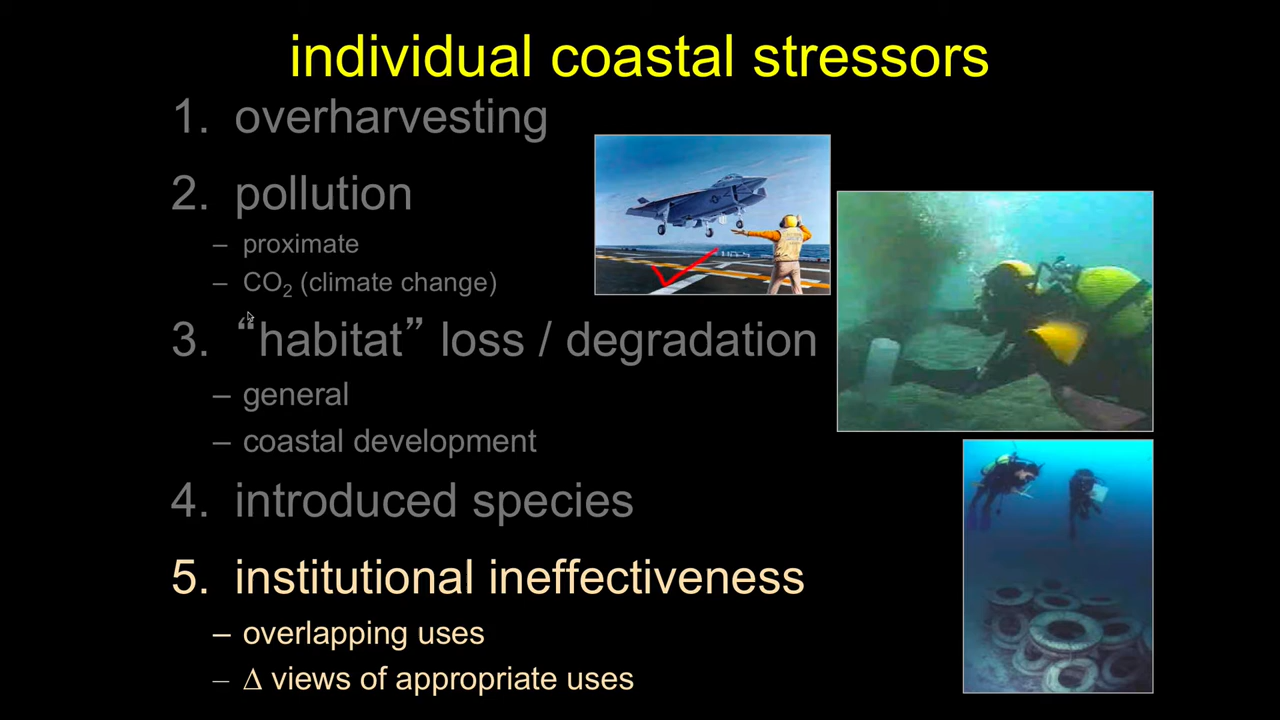 individual coastal stressors
1. overharvesting
2. pollution
– proximate
– CO₂ (climate change)
3. “habitat” loss / degradation
– general
– coastal development
4. introduced species
5. institutional ineffectiveness
– overlapping uses
– Δ views of appropriate uses